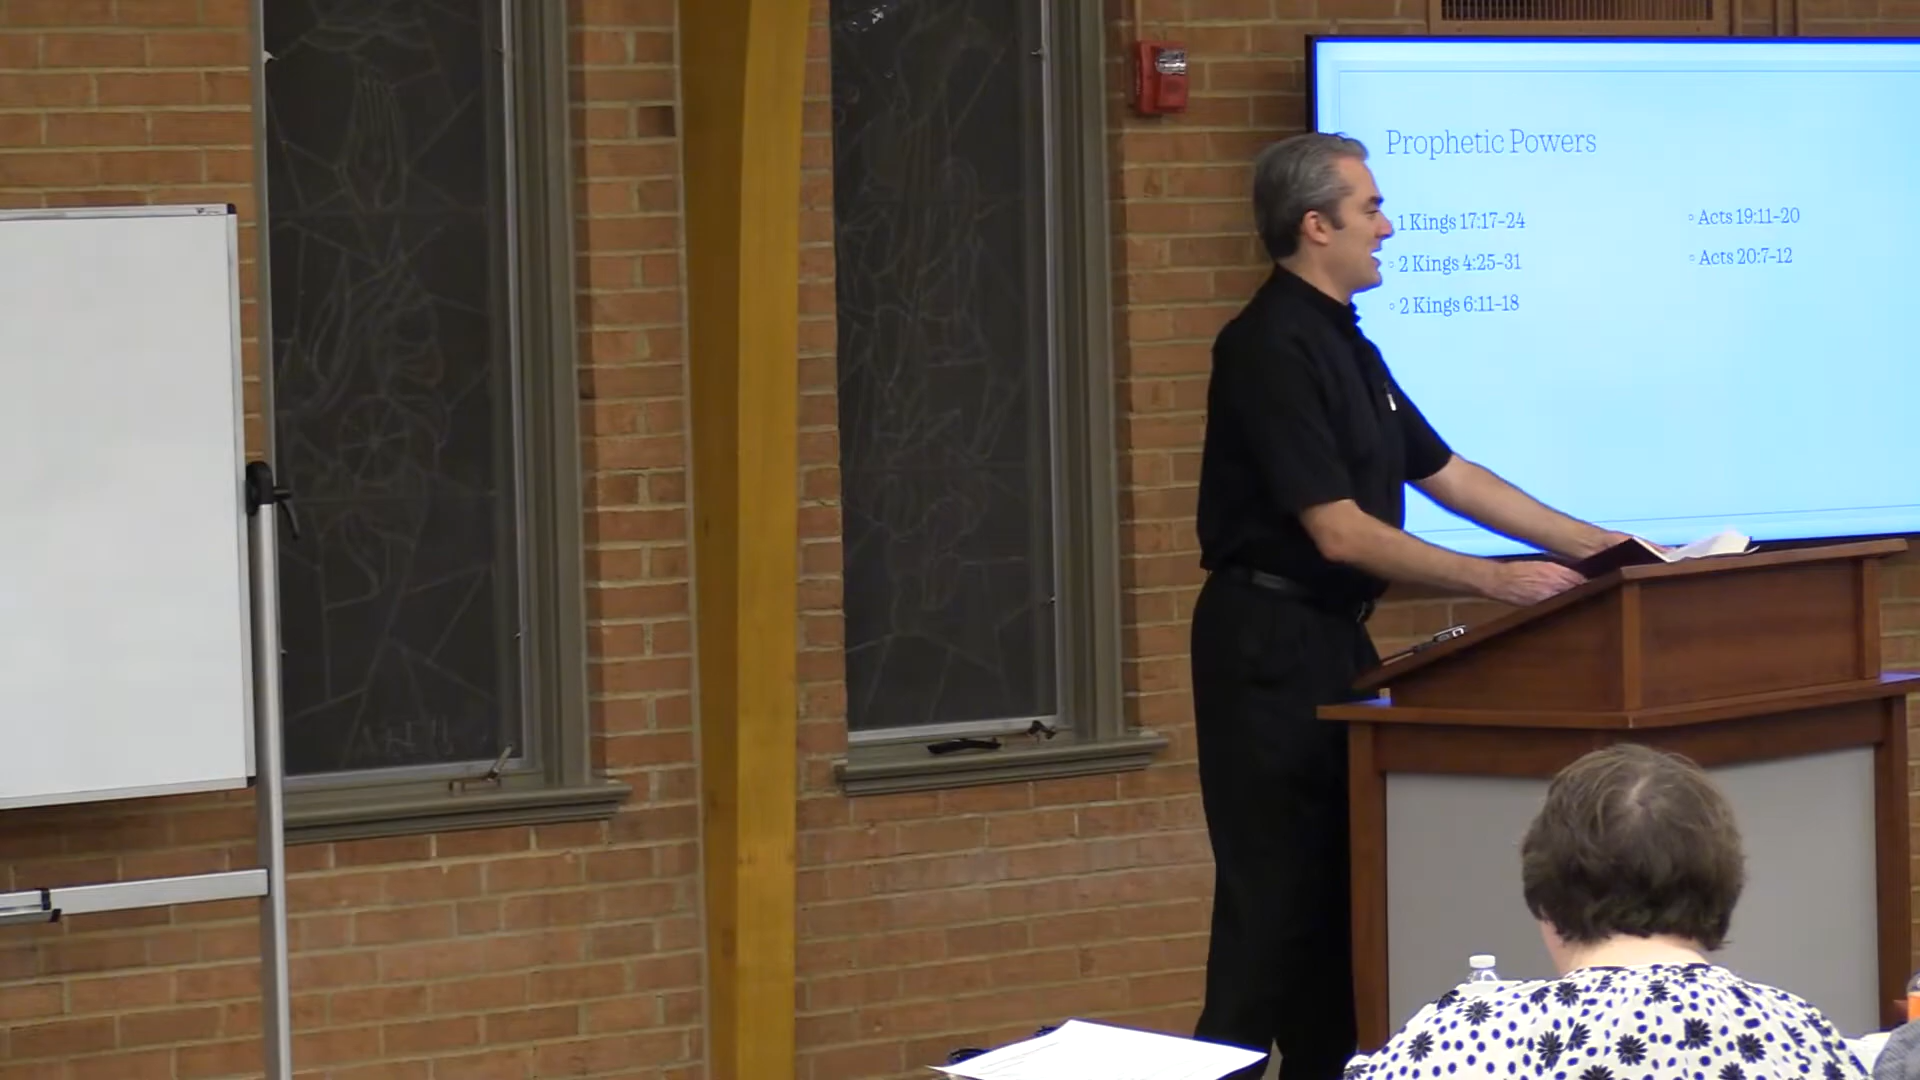 Prophetic Powers
1 Kings 17:17-24
◦ 2 Kings 4:25-31
◦ 2 Kings 6:11-18
◦ Acts 19:11-20
◦ Acts 20:7-12